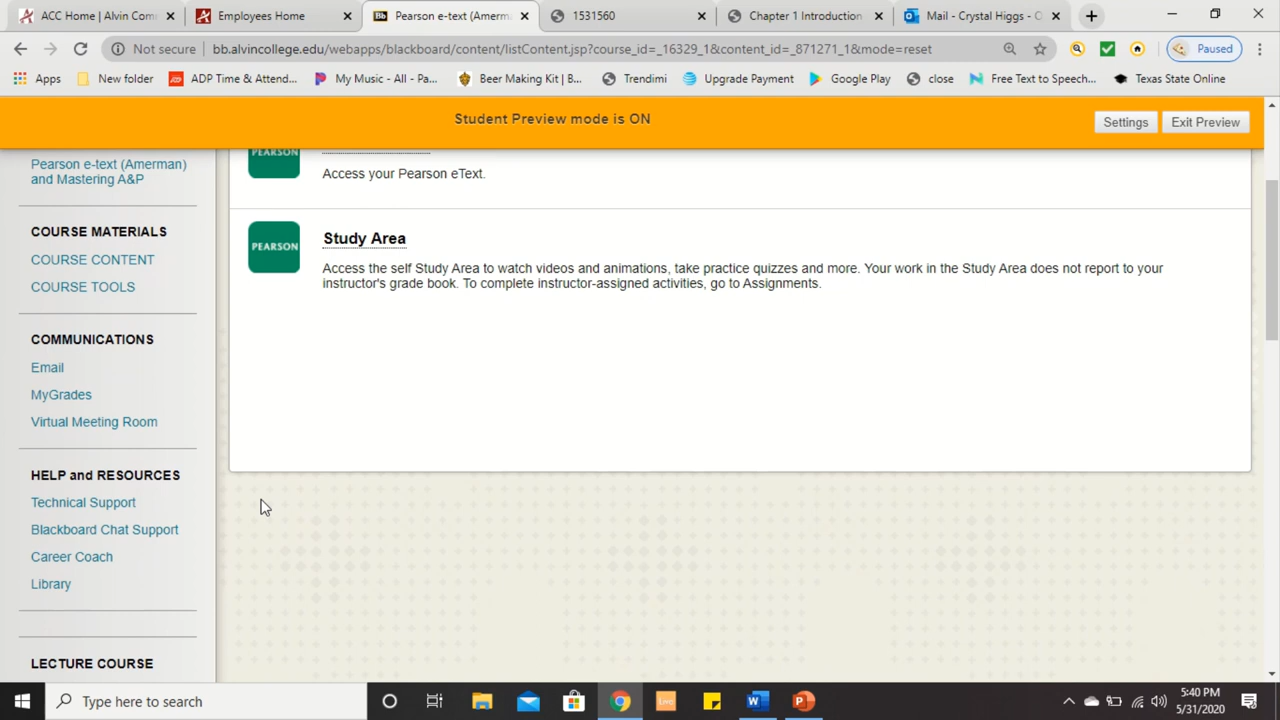 ACC Home | Alvin Com
Employees Home
Pearson e-text (Amerm
1531560
Chapter 1 Introduction
Mail - Crystal Higgs - O
Not secure
bb.alvincollege.edu/webapps/blackboard/content/listContent.jsp?course_id=_16329_1&content_id=_871271_1&mode=reset
Paused
Apps
New folder
ADP Time & Attend...
My Music - All - Pa...
Beer Making Kit | B...
Trendimi
Upgrade Payment
Google Play
close
Free Text to Speech...
Texas State Online
Student Preview mode is ON
Settings
Exit Preview
Pearson e-text (Amerman)
and Mastering A&P
COURSE MATERIALS
COURSE CONTENT
COURSE TOOLS
COMMUNICATIONS
Email
MyGrades
Virtual Meeting Room
HELP and RESOURCES
Technical Support
Blackboard Chat Support
Career Coach
Library
LECTURE COURSE
PEARSON
Access your Pearson eText.
PEARSON
Study Area
Access the self Study Area to watch videos and animations, take practice quizzes and more. Your work in the Study Area does not report to your
instructor's grade book. To complete instructor-assigned activities, go to Assignments.
Type here to search
5:40 PM
5/31/2020